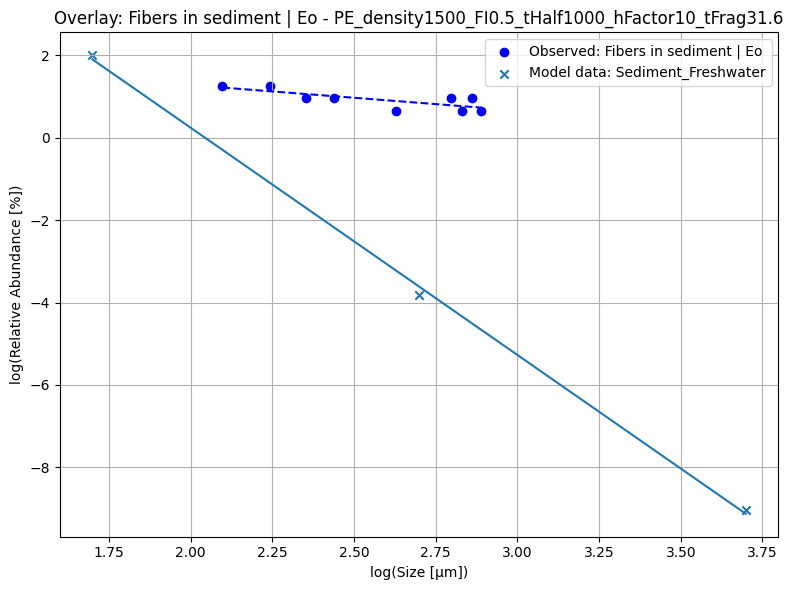 Overlay: Fibers in sediment | Eo - PE_density1500_FI0.5_tHalf1000_hFactor10_tFrag31.6
Observed: Fibers in sediment | Eo
Model data: Sediment_Freshwater
log(Relative Abundance [%])
2
0
−2
−4
−6
−8
1.75 2.00 2.25 2.50 2.75 3.00 3.25 3.50 3.75
log(Size [µm])